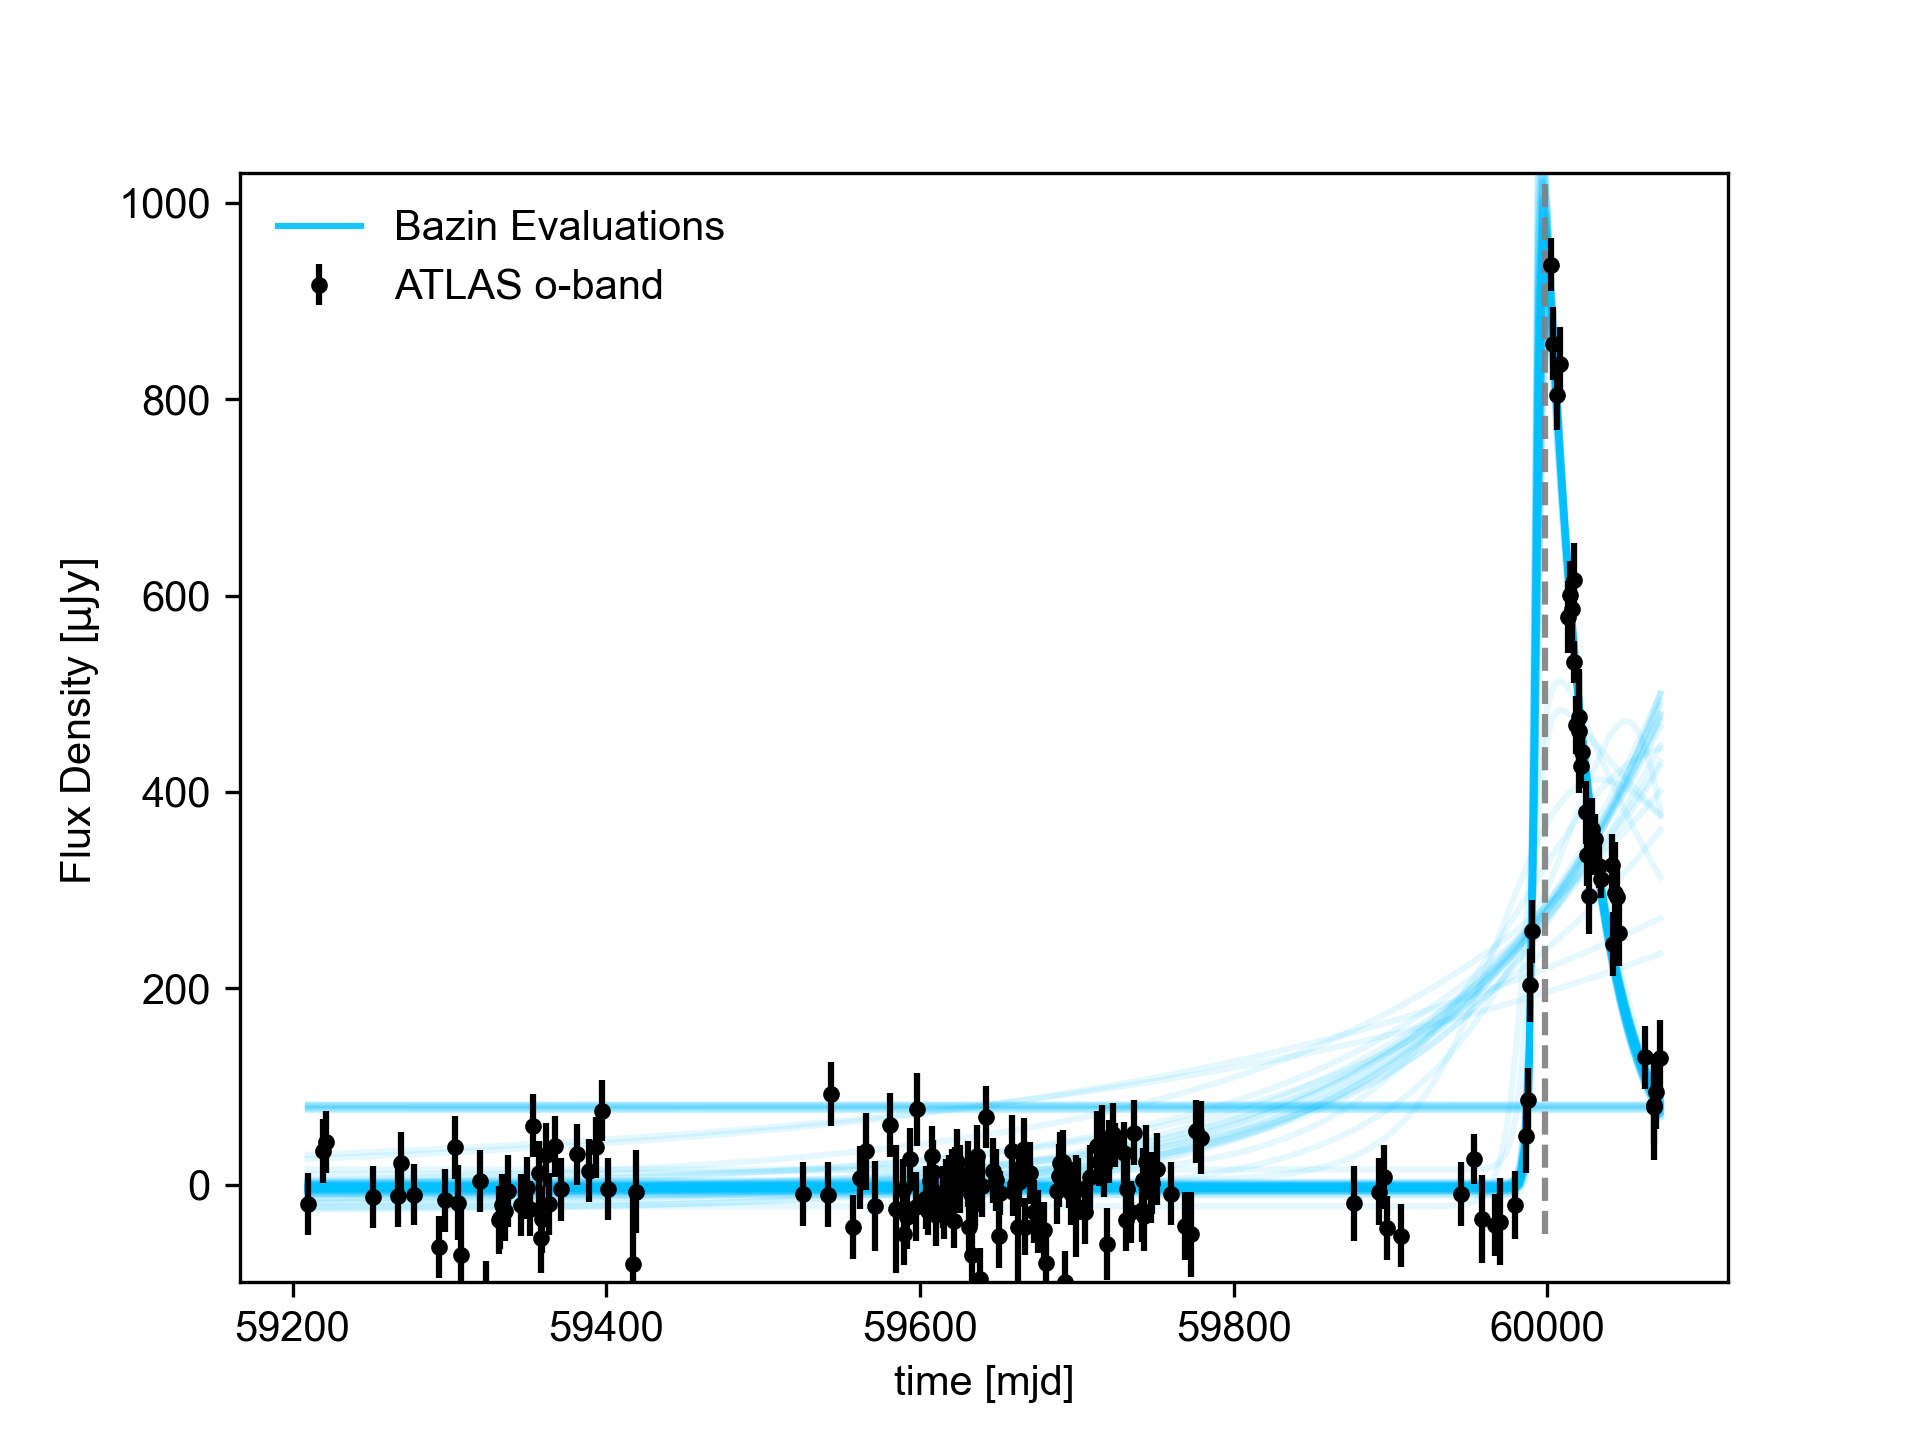 Bazin Evaluations
ATLAS o-band
1000
800
600
400
200
0
Flux Density [µJy]
59200 59400 59600 59800 60000
time [mjd]